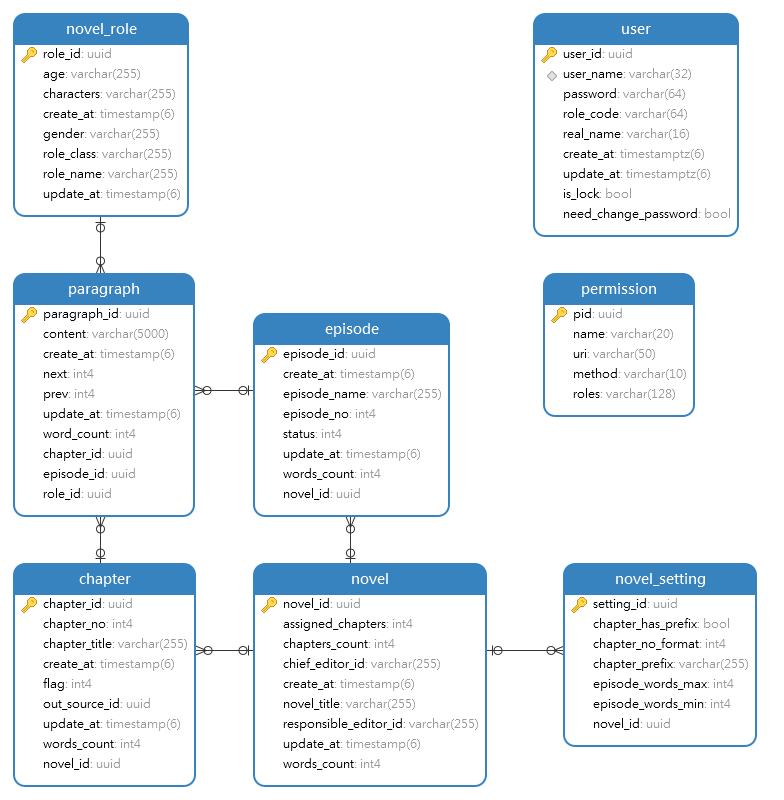 novel_role
role_id: uuid
age: varchar(255)
characters: varchar(255)
create_at: timestamp(6)
gender: varchar(255)
role_class: varchar(255)
role_name: varchar(255)
update_at: timestamp(6)
user
user_id: uuid
user_name: varchar(32)
password: varchar(64)
role_code: varchar(64)
real_name: varchar(16)
create_at: timestamptz(6)
update_at: timestamptz(6)
is_lock: bool
need_change_password: bool
paragraph
paragraph_id: uuid
content: varchar(5000)
create_at: timestamp(6)
next: int4
prev: int4
update_at: timestamp(6)
word_count: int4
chapter_id: uuid
episode_id: uuid
role_id: uuid
episode
episode_id: uuid
create_at: timestamp(6)
episode_name: varchar(255)
episode_no: int4
status: int4
update_at: timestamp(6)
words_count: int4
novel_id: uuid
permission
pid: uuid
name: varchar(20)
uri: varchar(50)
method: varchar(10)
roles: varchar(128)
chapter
chapter_id: uuid
chapter_no: int4
chapter_title: varchar(255)
create_at: timestamp(6)
flag: int4
out_source_id: uuid
update_at: timestamp(6)
words_count: int4
novel_id: uuid
novel
novel_id: uuid
assigned_chapters: int4
chapters_count: int4
chief_editor_id: varchar(255)
create_at: timestamp(6)
novel_title: varchar(255)
responsible_editor_id: varchar(255)
update_at: timestamp(6)
words_count: int4
novel_setting
setting_id: uuid
chapter_has_prefix: bool
chapter_no_format: int4
chapter_prefix: varchar(255)
episode_words_max: int4
episode_words_min: int4
novel_id: uuid